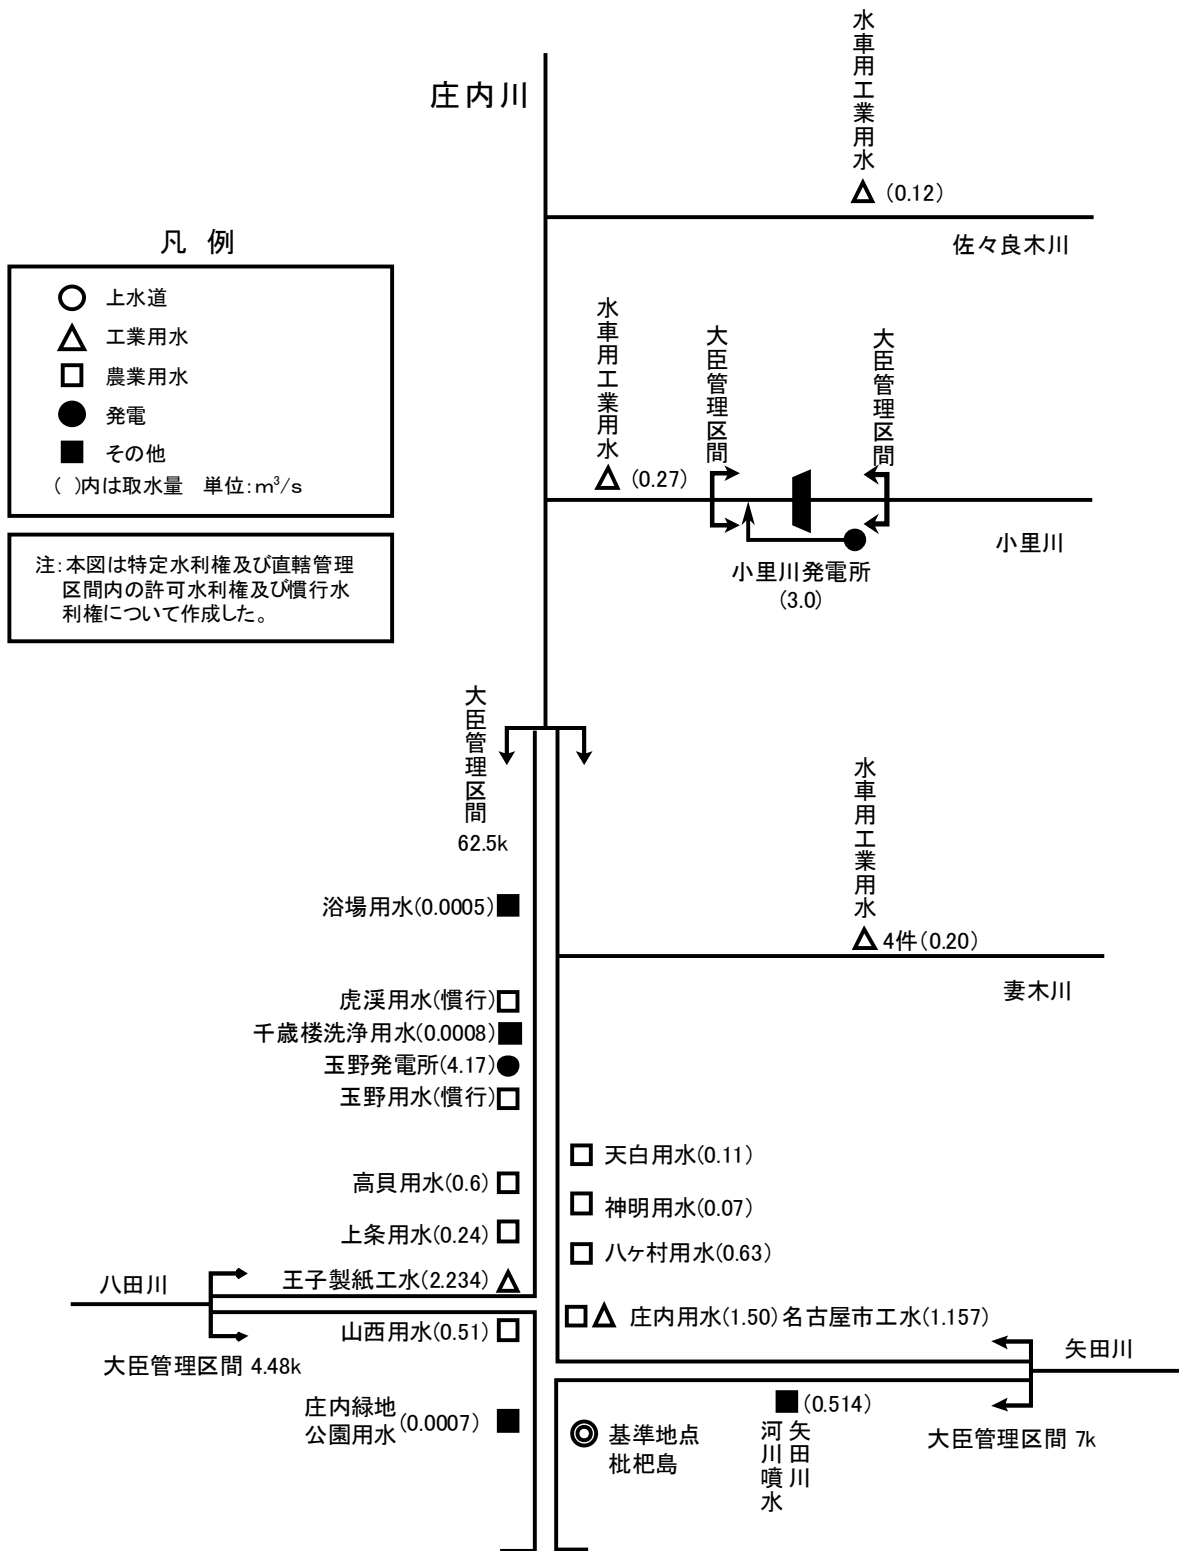 水車用工業用水
(0.12)
庄内川
佐々良木川
凡 例
上水道
工業用水
農業用水
発電
その他
( )内は取水量 単位:m³/s
注:本図は特定水利権及び直轄管理
区間内の許可水利権及び慣行水
利権について作成した。
水車用工業用水
(0.27)
大臣管理区間
大臣管理区間
小里川
小里川発電所
(3.0)
大臣管理区間
62.5k
水車用工業用水
4件(0.20)
妻木川
浴場用水(0.0005)
虎渓用水(慣行)
千歳楼洗浄用水(0.0008)
玉野発電所(4.17)
玉野用水(慣行)
天白用水(0.11)
高貝用水(0.6)
神明用水(0.07)
上条用水(0.24)
八ヶ村用水(0.63)
八田川
王子製紙工水(2.234)
庄内用水(1.50)名古屋市工水(1.157)
山西用水(0.51)
大臣管理区間 4.48k
矢田川
庄内緑地
公園用水(0.0007)
基準地点
枇杷島
(0.514)
矢田川
河川噴水
大臣管理区間 7k